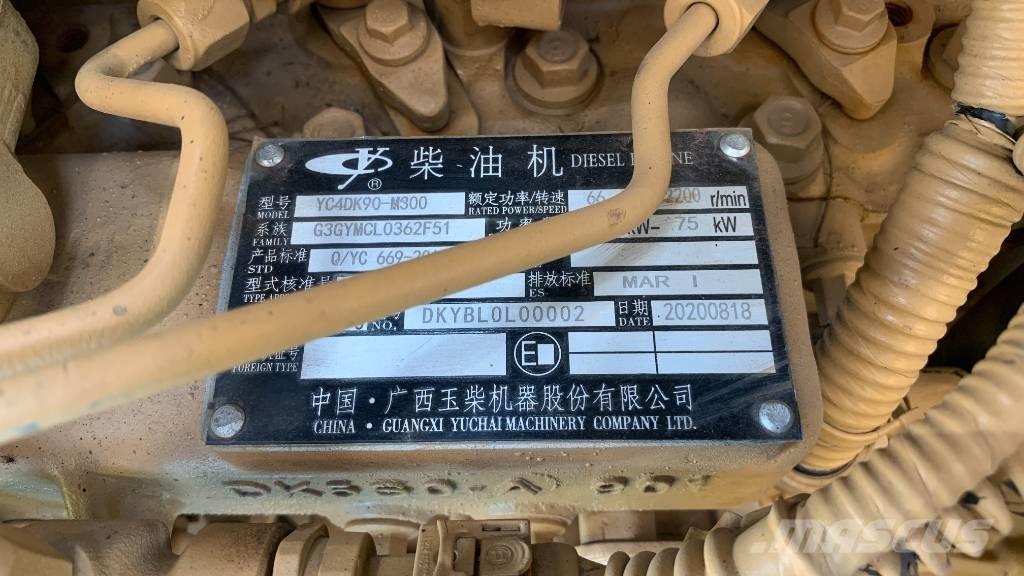 柴油机 DIESEL
® 
型号 YC4DK90-M300 额定功率/转速 66 2200 r/min
MODEL RATED POWER/SPEED
系族 G3GYMCL0362F51 功 75 kW
FAMILY
产品标准 Q/YC 669-
STD
型式核准号 排放标准 MAR I
TYPE ES
NO. DKYBL0L00002 日期 20200818
DATE
FOREIGN TYPE E
中国·广西玉柴机器股份有限公司
CHINA · GUANGXI YUCHAI MACHINERY COMPANY LTD.
MASCUS